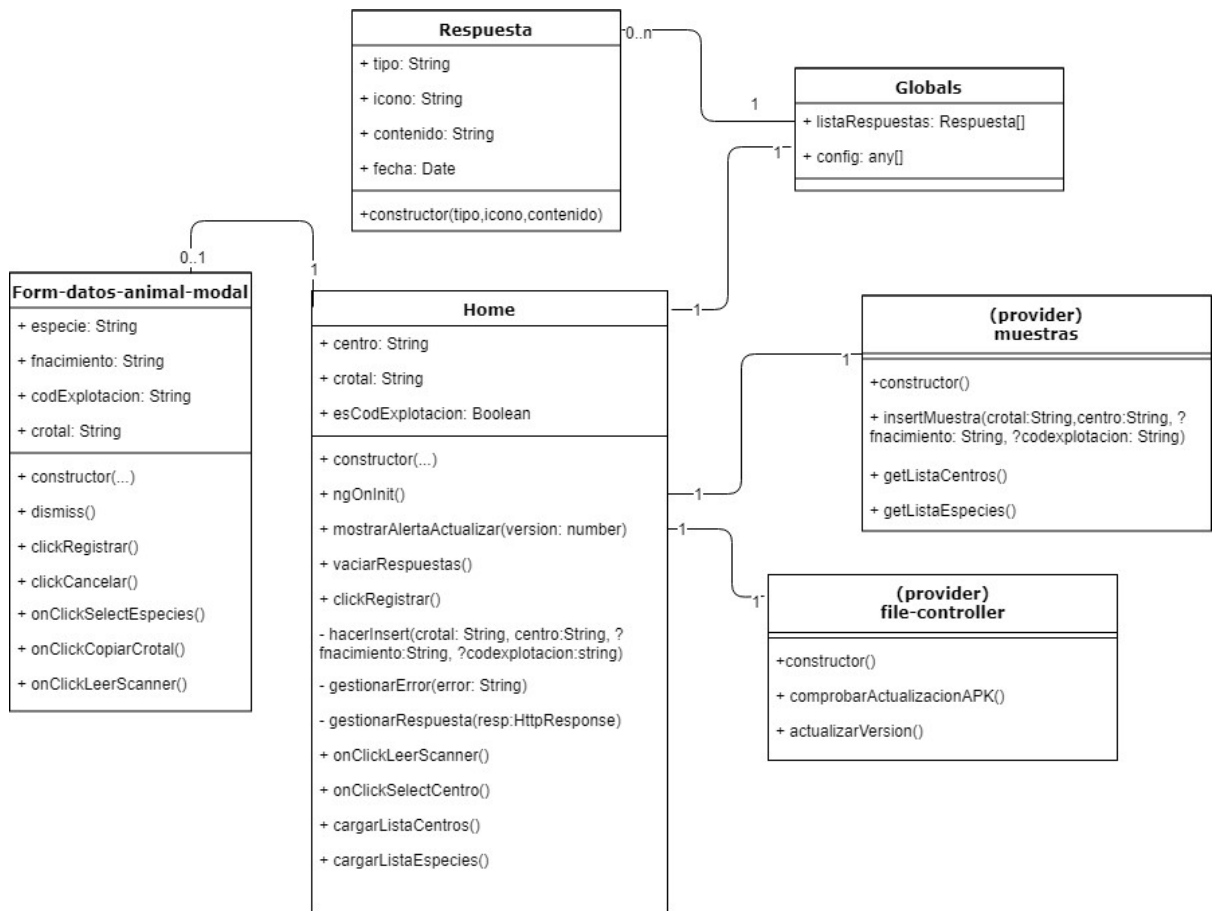 Respuesta
+ tipo: String
+ icono: String
+ contenido: String
+ fecha: Date
+constructor(tipo,icono,contenido)
0..n
1
Globals
+ listaRespuestas: Respuesta[]
+ config: any[]
1
0..1
1
Form-datos-animal-modal
+ especie: String
+ fnacimiento: String
+ codExplotacion: String
+ crotal: String
+ constructor(...)
+ dismiss()
+ clickRegistrar()
+ clickCancelar()
+ onClickSelectEspecies()
+ onClickCopiarCrotal()
+ onClickLeerScanner()
Home
+ centro: String
+ crotal: String
+ esCodExplotacion: Boolean
+ constructor(...)
+ ngOnInit()
+ mostrarAlertaActualizar(version: number)
+ vaciarRespuestas()
+ clickRegistrar()
- hacerInsert(crotal: String, centro:String, ?
fnacimiento:String, ?codexplotacion:string)
- gestionarError(error: String)
- gestionarRespuesta(resp:HttpResponse)
+ onClickLeerScanner()
+ onClickSelectCentro()
+ cargarListaCentros()
+ cargarListaEspecies()
1
1
1
1
1
(provider)
muestras
+constructor()
+ insertMuestra(crotal:String,centro:String, ?
fnacimiento: String, ?codexplotacion: String)
+ getListaCentros()
+ getListaEspecies()
(provider)
file-controller
+constructor()
+ comprobarActualizacionAPK()
+ actualizarVersion()